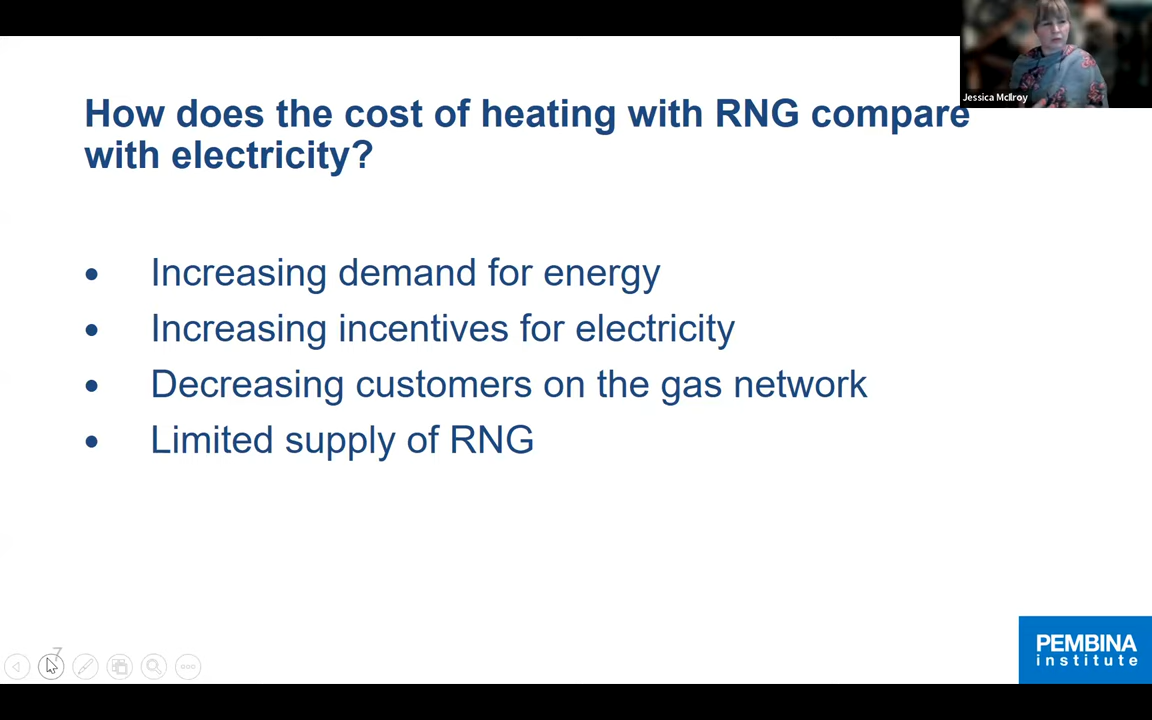 Jessica McIlroy
How does the cost of heating with RNG compare
with electricity?
• Increasing demand for energy
• Increasing incentives for electricity
• Decreasing customers on the gas network
• Limited supply of RNG
7
PEMBINA
institute